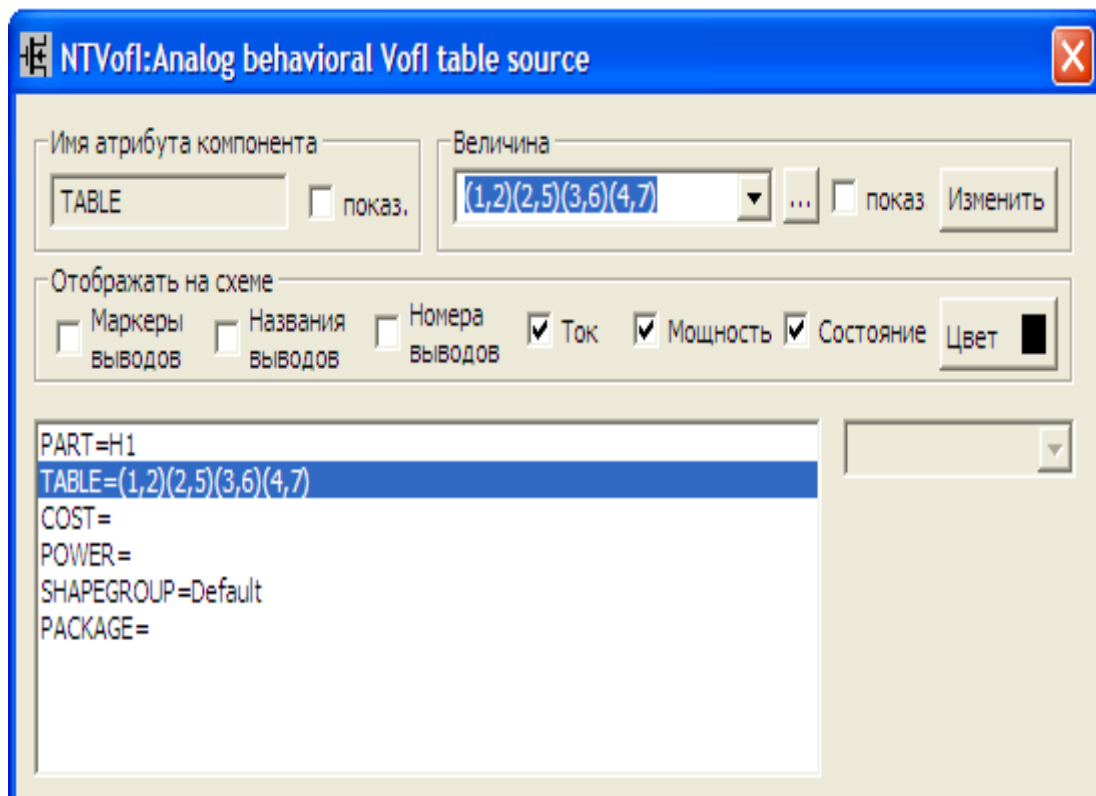 NTVofI:Analog behavioral VofI table source
Имя атрибута компонента
Величина
TABLE
показ.
(1,2)(2,5)(3,6)(4,7)
...
показ
Изменить
Отображать на схеме
Маркеры
выводов
Названия
выводов
Номера
выводов
Ток
Мощность
Состояние
Цвет
PART=H1
TABLE=(1,2)(2,5)(3,6)(4,7)
COST=
POWER=
SHAPEGROUP=Default
PACKAGE=